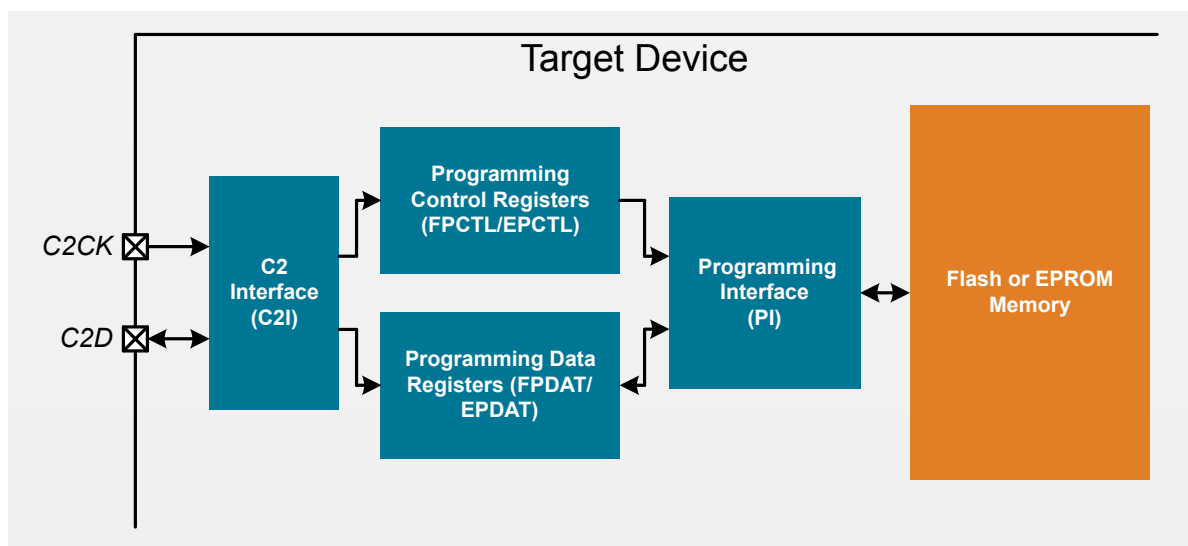 Target Device
C2CK
C2D
C2
Interface
(C2I)
Programming
Control Registers
(FPCTL/EPCTL)
Programming Data
Registers (FPDAT/
EPDAT)
Programming
Interface
(PI)
Flash or EPROM
Memory